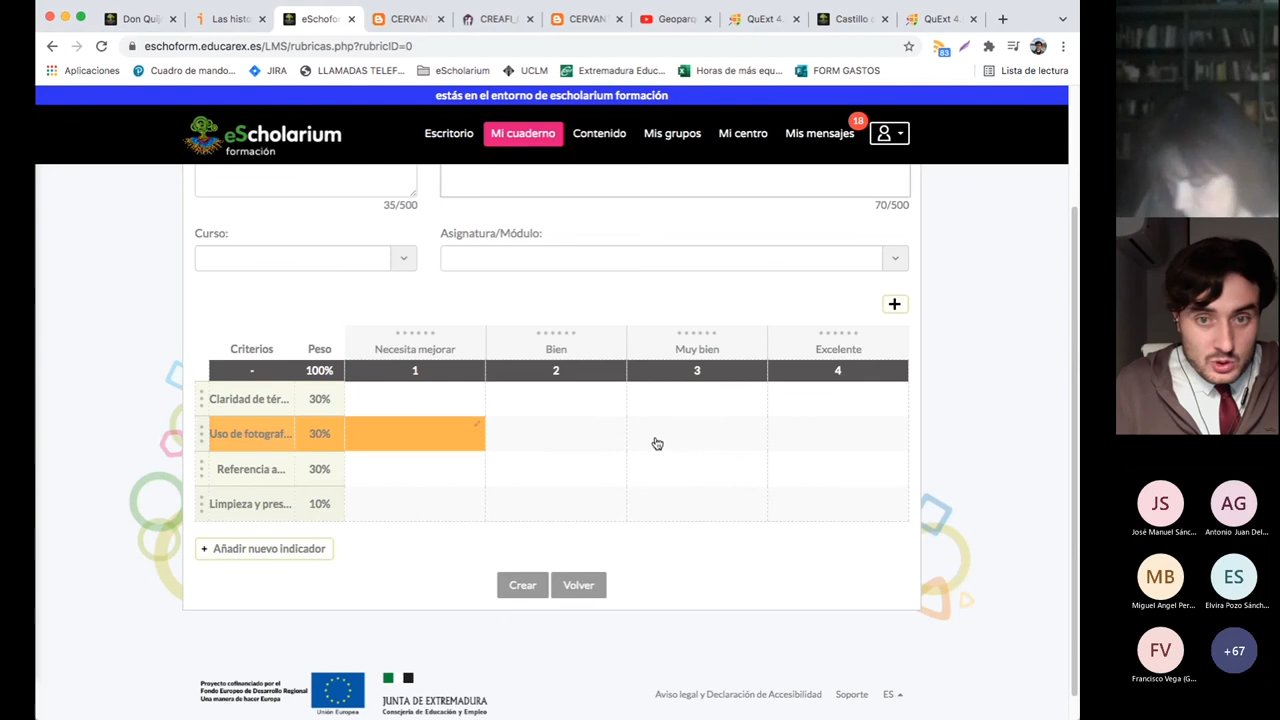 Don Quij
Las histo
eSchofor
CERVAN
CREAFI_
CERVAN
Geoparq
QuExt 4.
Castillo c
QuExt 4.
eschoform.educarex.es/LMS/rubricas.php?rubricID=0
83
Aplicaciones
Cuadro de mando...
JIRA
LLAMADAS TELEF...
eScholarium
UCLM
Extremadura Educ...
Horas de más equ...
FORM GASTOS
Lista de lectura
estás en el entorno de escholarium formación
eScholarium
formación
Escritorio
Mi cuaderno
Contenido
Mis grupos
Mi centro
Mis mensajes
18
35/500
70/500
Curso:
Asignatura/Módulo:
+
Criterios Peso Necesita mejorar Bien Muy bien Excelente
- 100% 1 2 3 4
Claridad de tér... 30%
Uso de fotograf... 30%
Referencia a... 30%
Limpieza y pres... 10%
+ Añadir nuevo indicador
Crear Volver
Proyecto cofinanciado por el
Fondo Europeo de Desarrollo Regional
Una manera de hacer Europa
Unión Europea
JUNTA DE EXTREMADURA
Consejería de Educación y Empleo
Aviso legal y Declaración de Accesibilidad Soporte ES
JS
José Manuel Sánc...
AG
Antonio Juan Del...
MB
Miguel Angel Per...
ES
Elvira Pozo Sánch...
FV
Francisco Vega (G...
+67